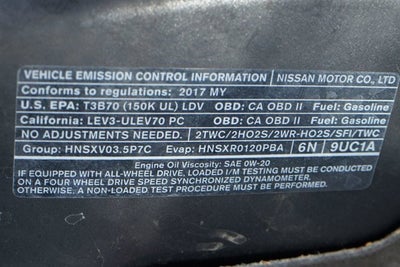 VEHICLE EMISSION CONTROL INFORMATION NISSAN MOTOR CO., LTD
Conforms to regulations: 2017 MY
U.S. EPA: T3B70 (150K UL) LDV OBD: CA OBD II Fuel: Gasoline
California: LEV3-ULEV70 PC OBD: CA OBD II Fuel: Gasoline
NO ADJUSTMENTS NEEDED. 2TWC/2HO2S/2WR-HO2S/SFI/TWC
Group: HNSXV03.5P7C Evap: HNSXR0120PBA 6N 9UC1A
Engine Oil Viscosity: SAE 0W-20
IF EQUIPPED WITH ALL-WHEEL DRIVE, LOADED I/M TESTING MUST BE CONDUCTED
ON A FOUR WHEEL DRIVE SPEED SYNCHRONIZED DYNAMOMETER.
OTHERWISE, A NON-LOADED TEST PROCEDURE MUST BE PERFORMED.